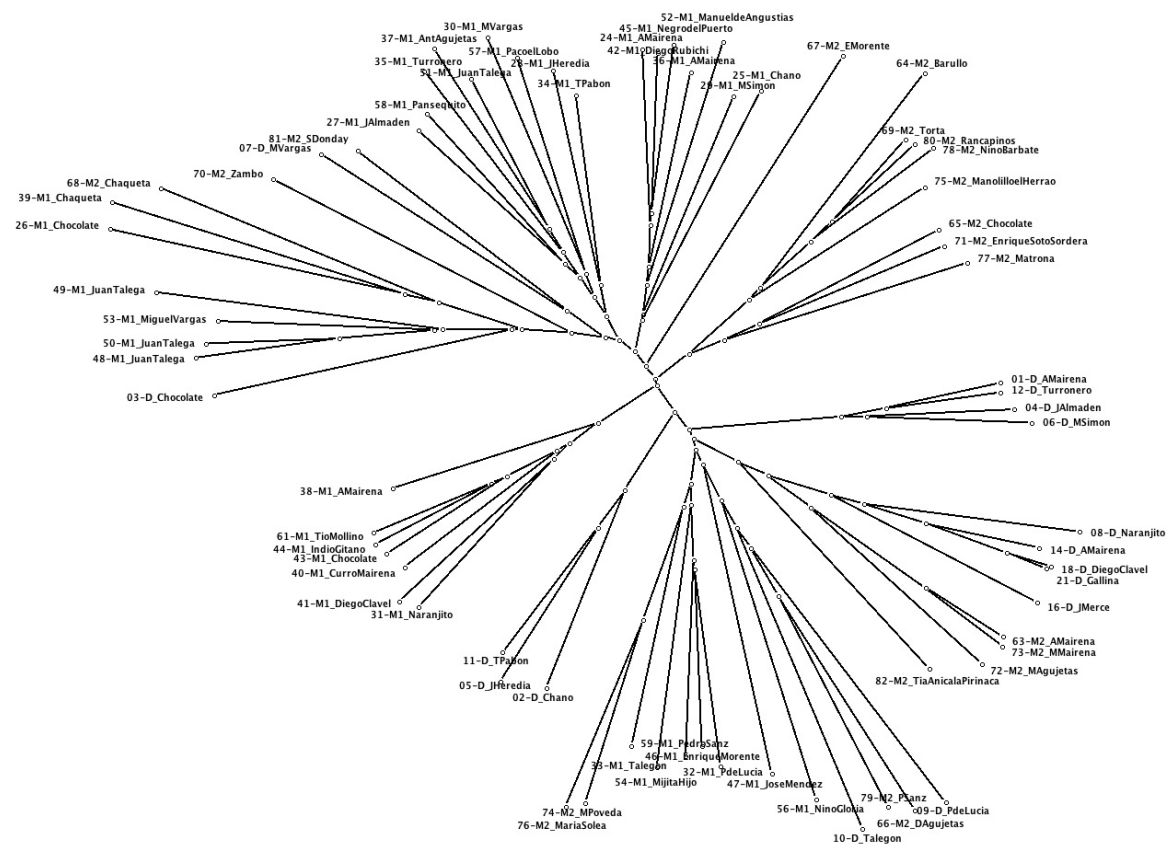 52-M1_ManueldeAngustias
30-M1_MVargas
45-M1_NegrodelPuerto
37-M1_AntAgujetas
24-M1_AMairena
67-M2_EMorente
57-M1_PacoelLobo
42-M1_DiegoRubichi
35-M1_Turronero
36-M1_AMairena
64-M2_Barullo
28-M1_JHeredia
51-M1_JuanTalega
25-M1_Chano
34-M1_TPabon
29-M1_MSimon
58-M1_Pansequito
27-M1_JAlmaden
69-M2_Torta
81-M2_SDonday
80-M2_Rancapinos
07-D_MVargas
78-M2_NinoBarbate
70-M2_Zambo
68-M2_Chaqueta
75-M2_ManolilloelHerrao
39-M1_Chaqueta
26-M1_Chocolate
65-M2_Chocolate
71-M2_EnriqueSotoSordera
77-M2_Matrona
49-M1_JuanTalega
53-M1_MiguelVargas
50-M1_JuanTalega
48-M1_JuanTalega
01-D_AMairena
12-D_Turronero
03-D_Chocolate
04-D_JAlmaden
06-D_MSimon
38-M1_AMairena
08-D_Naranjito
61-M1_TioMollino
44-M1_IndioGitano
14-D_AMairena
43-M1_Chocolate
18-D_DiegoClavel
40-M1_CurroMairena
21-D_Gallina
41-M1_DiegoClavel
16-D_JMerce
31-M1_Naranjito
63-M2_AMairena
73-M2_MMairena
11-D_TPabon
72-M2_MAgujetas
82-M2_TiaAnicalaPirinaca
05-D_JHeredia
02-D_Chano
59-M1_PedroSanz
46-M1_EnriqueMorente
33-M1_Talegon
32-M1_PdeLucia
54-M1_MijitaHijo
47-M1_JoseMendez
79-M2_PSanz
56-M1_NinoGloria
09-D_PdeLucia
74-M2_MPoveda
66-M2_DAgujetas
76-M2_MariaSolea
10-D_Talegon